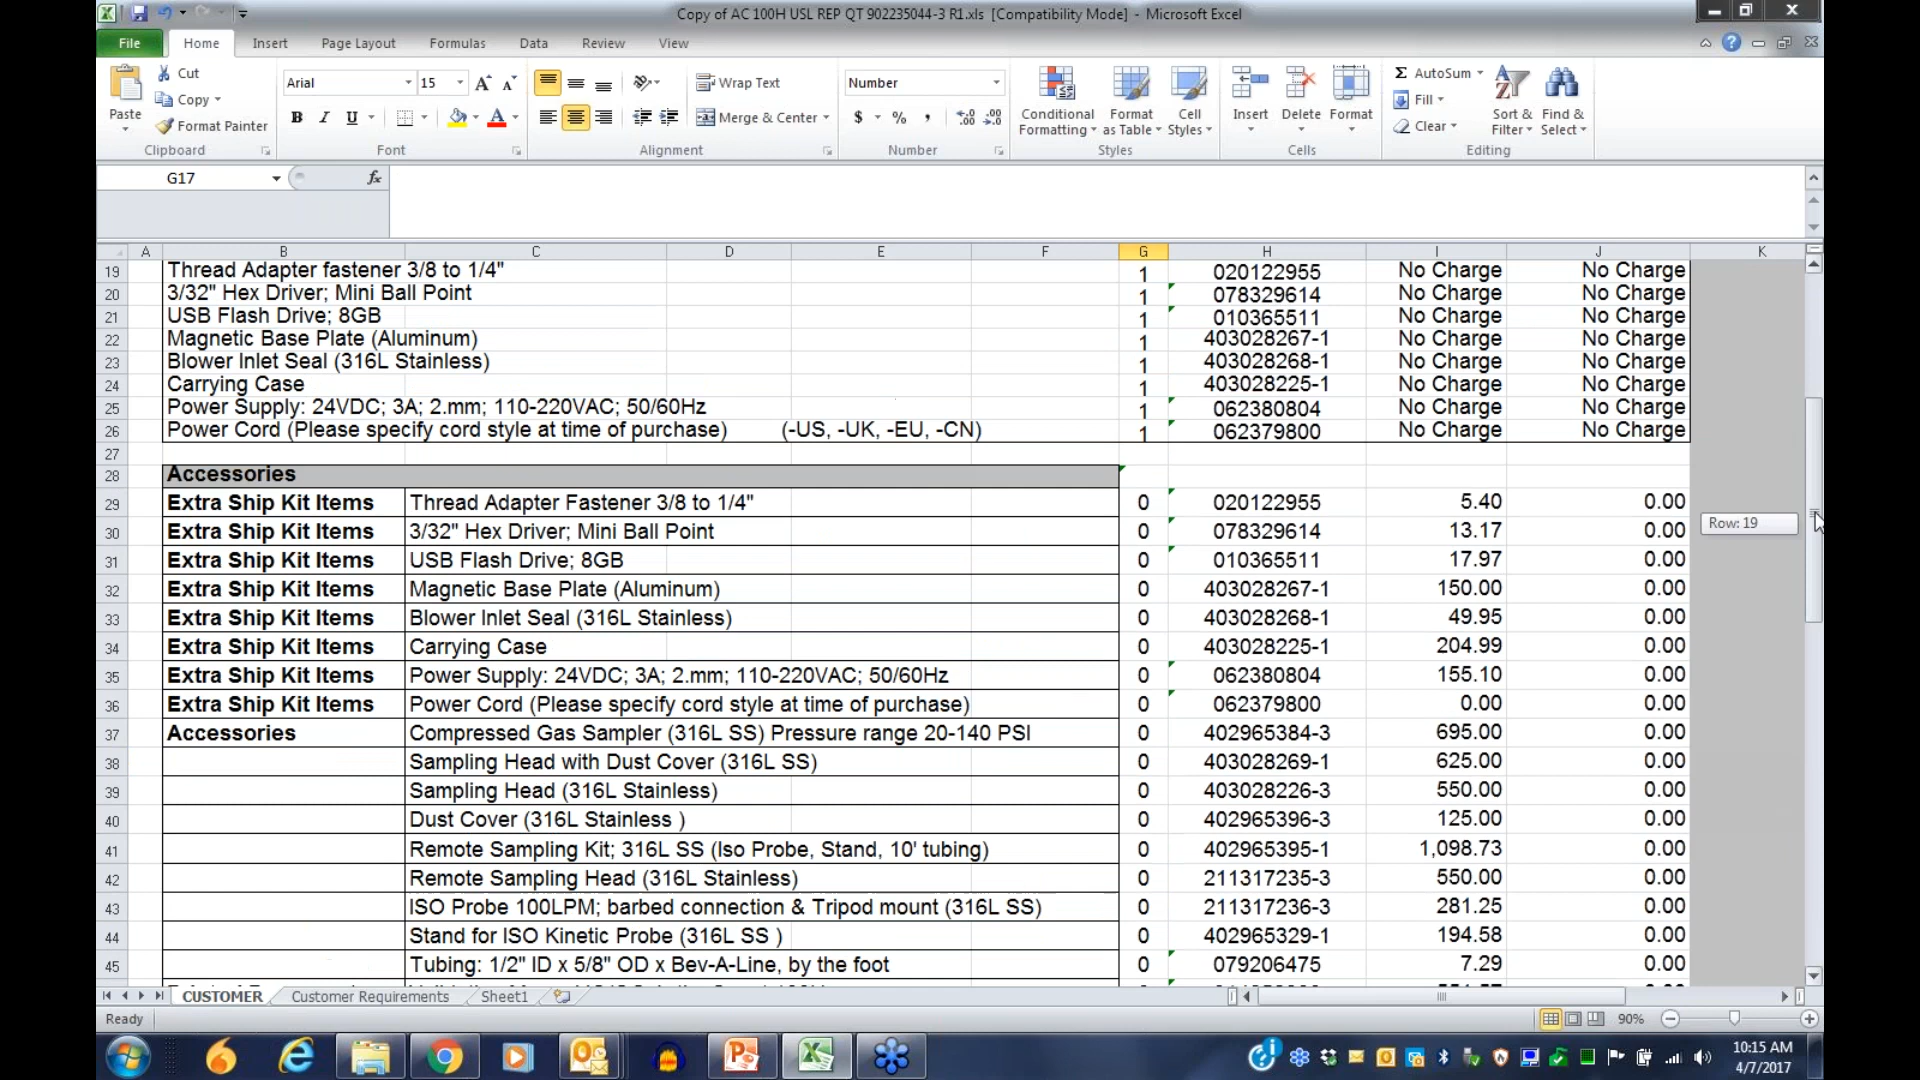 Copy of AC 100H USL REP QT 902235044-3 R1.xls [Compatibility Mode] - Microsoft Excel
File Home Insert Page Layout Formulas Data Review View
Cut
Copy
Format Painter
Paste
Clipboard
Arial 15
B I U
Font
Wrap Text
Merge & Center
Alignment
Number
$ % ,
Number
Conditional Formatting
Format as Table
Cell Styles
Styles
Insert Delete Format
Cells
AutoSum
Fill
Clear
Sort & Filter
Find & Select
Editing
G17 fx
A B C D E F G H I J K
19 Thread Adapter fastener 3/8 to 1/4" 1 020122955 No Charge No Charge
20 3/32" Hex Driver; Mini Ball Point 1 078329614 No Charge No Charge
21 USB Flash Drive; 8GB 1 010365511 No Charge No Charge
22 Magnetic Base Plate (Aluminum) 1 403028267-1 No Charge No Charge
23 Blower Inlet Seal (316L Stainless) 1 403028268-1 No Charge No Charge
24 Carrying Case 1 403028225-1 No Charge No Charge
25 Power Supply: 24VDC; 3A; 2.mm; 110-220VAC; 50/60Hz 1 062380804 No Charge No Charge
26 Power Cord (Please specify cord style at time of purchase) (-US, -UK, -EU, -CN) 1 062379800 No Charge No Charge
27
28 Accessories
29 Extra Ship Kit Items Thread Adapter Fastener 3/8 to 1/4" 0 020122955 5.40 0.00
30 Extra Ship Kit Items 3/32" Hex Driver; Mini Ball Point 0 078329614 13.17 0.00
Row: 19
31 Extra Ship Kit Items USB Flash Drive; 8GB 0 010365511 17.97 0.00
32 Extra Ship Kit Items Magnetic Base Plate (Aluminum) 0 403028267-1 150.00 0.00
33 Extra Ship Kit Items Blower Inlet Seal (316L Stainless) 0 403028268-1 49.95 0.00
34 Extra Ship Kit Items Carrying Case 0 403028225-1 204.99 0.00
35 Extra Ship Kit Items Power Supply: 24VDC; 3A; 2.mm; 110-220VAC; 50/60Hz 0 062380804 155.10 0.00
36 Extra Ship Kit Items Power Cord (Please specify cord style at time of purchase) 0 062379800 0.00 0.00
37 Accessories Compressed Gas Sampler (316L SS) Pressure range 20-140 PSI 0 402965384-3 695.00 0.00
38 Sampling Head with Dust Cover (316L SS) 0 403028269-1 625.00 0.00
39 Sampling Head (316L Stainless) 0 403028226-3 550.00 0.00
40 Dust Cover (316L Stainless ) 0 402965396-3 125.00 0.00
41 Remote Sampling Kit; 316L SS (Iso Probe, Stand, 10' tubing) 0 402965395-1 1,098.73 0.00
42 Remote Sampling Head (316L Stainless) 0 211317235-3 550.00 0.00
43 ISO Probe 100LPM; barbed connection & Tripod mount (316L SS) 0 211317236-3 281.25 0.00
44 Stand for ISO Kinetic Probe (316L SS ) 0 402965329-1 194.58 0.00
45 Tubing: 1/2" ID x 5/8" OD x Bev-A-Line, by the foot 0 079206475 7.29 0.00
CUSTOMER Customer Requirements Sheet1
Ready 90%
10:15 AM
4/7/2017